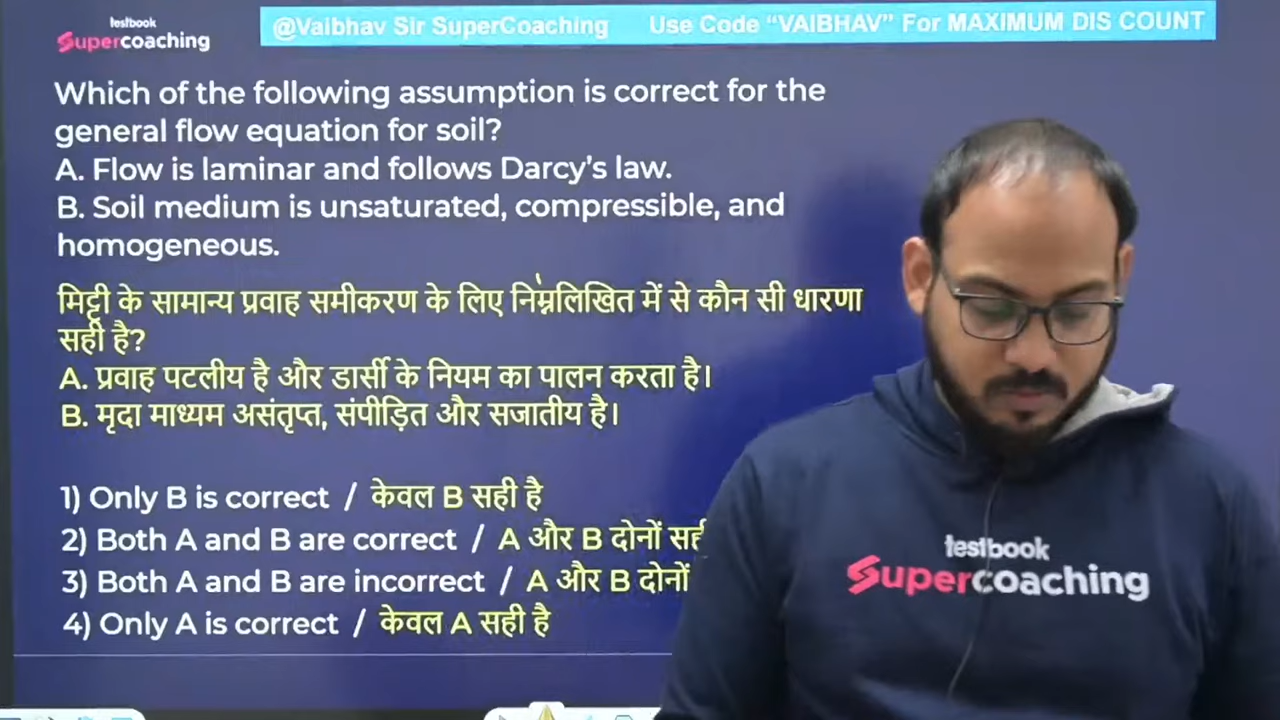 testbook
Supercoaching
@Vaibhav Sir SuperCoaching Use Code “VAIBHAV” For MAXIMUM DIS COUNT
Which of the following assumption is correct for the
general flow equation for soil?
A. Flow is laminar and follows Darcy's law.
B. Soil medium is unsaturated, compressible, and
homogeneous.
मिट्टी के सामान्य प्रवाह समीकरण के लिए निम्नलिखित में से कौन सी धारणा
सही है?
A. प्रवाह पटलीय है और डार्सी के नियम का पालन करता है।
B. मृदा माध्यम असंतृप्त, संपीड़ित और सजातीय है।
1) Only B is correct / केवल B सही है
2) Both A and B are correct / A और B दोनों
3) Both A and B are incorrect / A और B दोनों
4) Only A is correct / केवल A सही है
testbook
Supercoaching